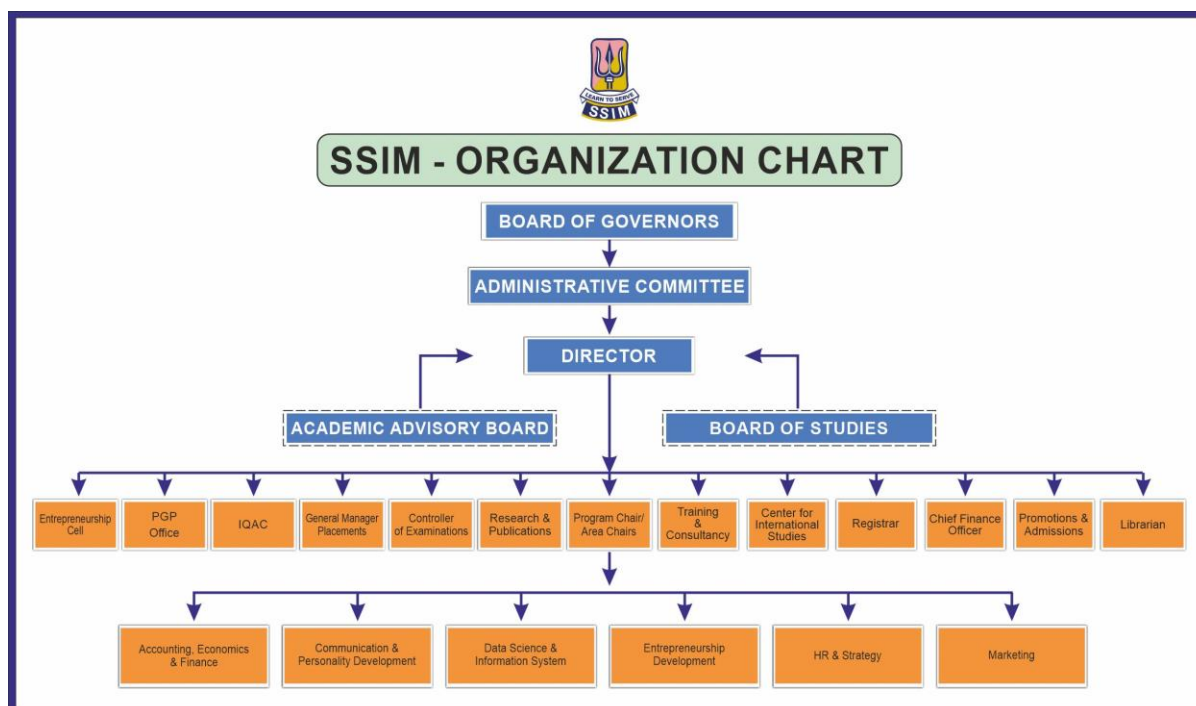 LEARN TO SERVE
SSIM
SSIM - ORGANIZATION CHART
BOARD OF GOVERNORS
ADMINISTRATIVE COMMITTEE
DIRECTOR
ACADEMIC ADVISORY BOARD
BOARD OF STUDIES
Entrepreneurship
Cell
PGP
Office
IQAC
General Manager
Placements
Controller
of Examinations
Research &
Publications
Program Chair/
Area Chairs
Training
&
Consultancy
Center for
International
Studies
Registrar
Chief Finance
Officer
Promotions &
Admissions
Librarian
Accounting, Economics
& Finance
Communication &
Personality Development
Data Science &
Information System
Entrepreneurship
Development
HR & Strategy
Marketing